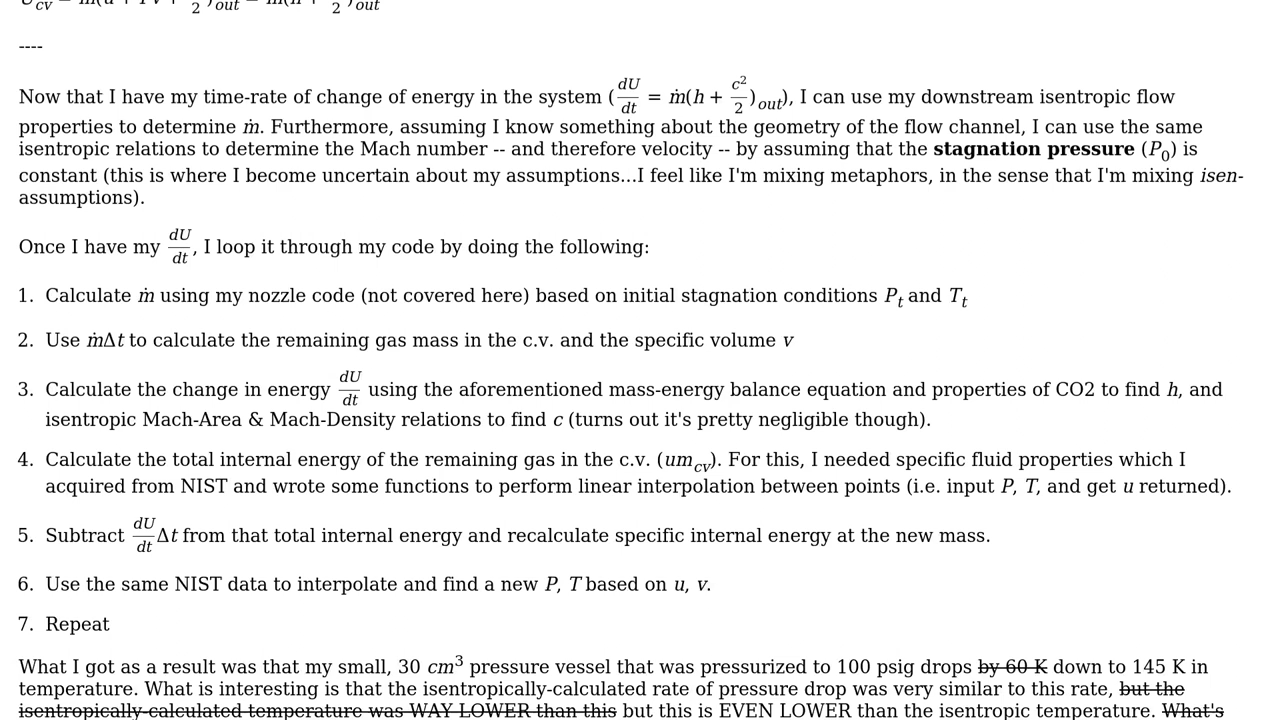 U_cv = ṁ(u + Pv + 2)_out = ṁ(h + 2)_out
----
Now that I have my time-rate of change of energy in the system (dU/dt = ṁ(h + c²/2)_out), I can use my downstream isentropic flow
properties to determine ṁ. Furthermore, assuming I know something about the geometry of the flow channel, I can use the same
isentropic relations to determine the Mach number -- and therefore velocity -- by assuming that the stagnation pressure (P₀) is
constant (this is where I become uncertain about my assumptions...I feel like I'm mixing metaphors, in the sense that I'm mixing isen-
assumptions).
Once I have my dU/dt, I loop it through my code by doing the following:
1. Calculate ṁ using my nozzle code (not covered here) based on initial stagnation conditions P_t and T_t
2. Use ṁΔt to calculate the remaining gas mass in the c.v. and the specific volume v
3. Calculate the change in energy dU/dt using the aforementioned mass-energy balance equation and properties of CO2 to find h, and
isentropic Mach-Area & Mach-Density relations to find c (turns out it's pretty negligible though).
4. Calculate the total internal energy of the remaining gas in the c.v. (um_cv). For this, I needed specific fluid properties which I
acquired from NIST and wrote some functions to perform linear interpolation between points (i.e. input P, T, and get u returned).
5. Subtract dU/dt Δt from that total internal energy and recalculate specific internal energy at the new mass.
6. Use the same NIST data to interpolate and find a new P, T based on u, v.
7. Repeat
What I got as a result was that my small, 30 cm³ pressure vessel that was pressurized to 100 psig drops by 60 K down to 145 K in
temperature. What is interesting is that the isentropically-calculated rate of pressure drop was very similar to this rate, but the
isentropically-calculated temperature was WAY LOWER than this but this is EVEN LOWER than the isentropic temperature. What's